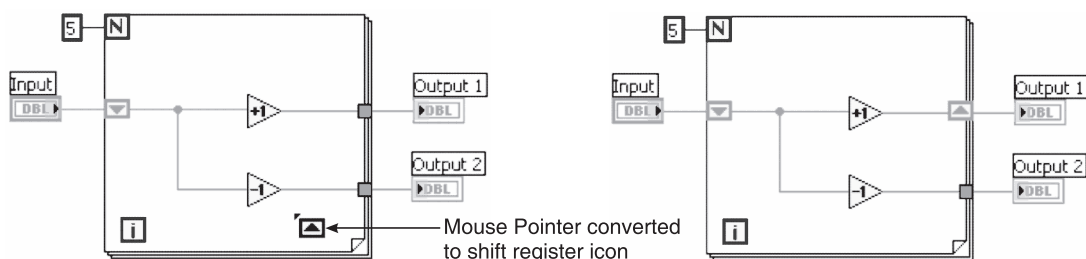 5 N
Input
DBL
+1
Output 1
DBL
-1
Output 2
DBL
i
Mouse Pointer converted
to shift register icon
5 N
Input
DBL
+1
Output 1
DBL
-1
Output 2
DBL
i